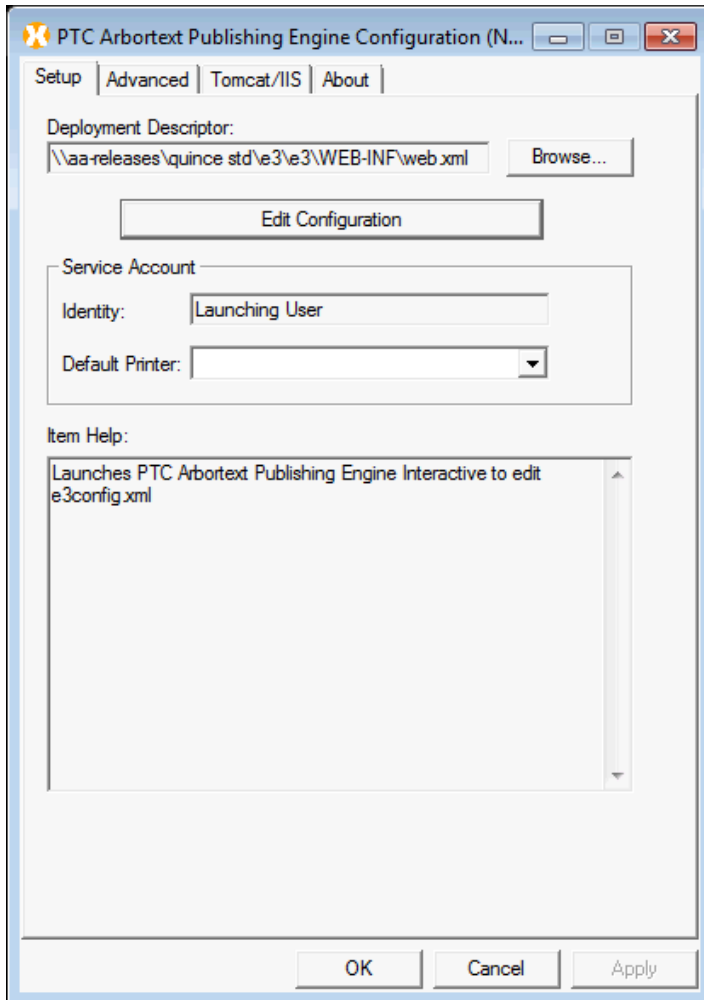 PTC Arbortext Publishing Engine Configuration (N...
Setup Advanced Tomcat/IIS About
Deployment Descriptor:
\\aa-releases\quince std\e3\e3\WEB-INF\web.xml Browse...
Edit Configuration
Service Account
Identity: Launching User
Default Printer:
Item Help:
Launches PTC Arbortext Publishing Engine Interactive to edit
e3config.xml
OK Cancel Apply